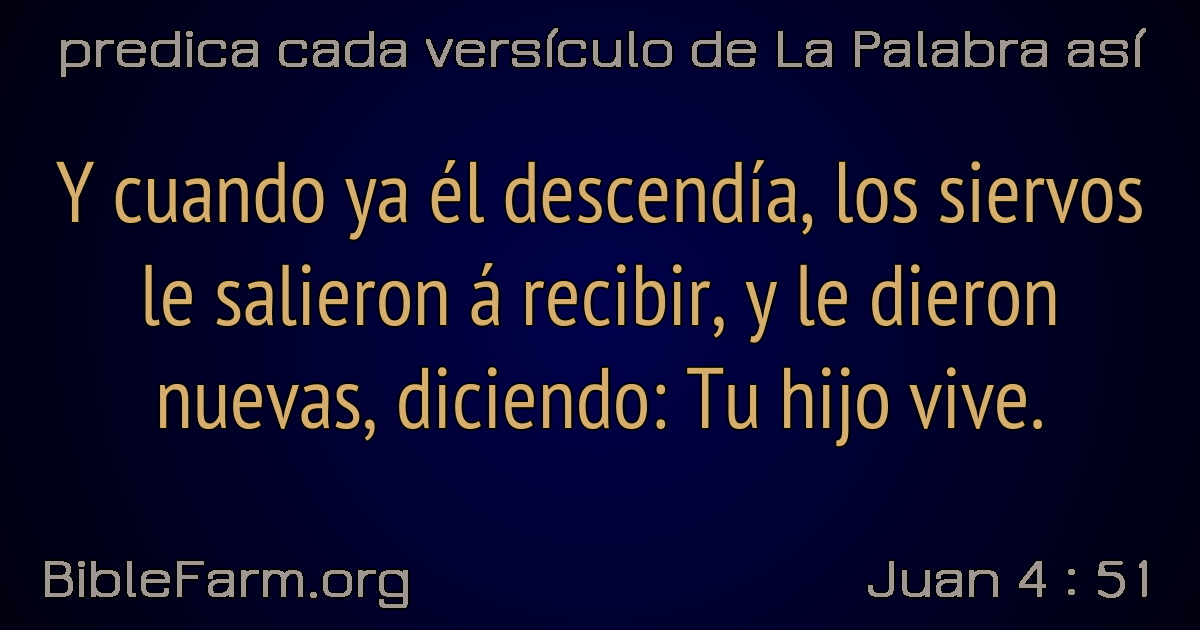 predica cada versículo de La Palabra así
Y cuando ya él descendía, los siervos
le salieron á recibir, y le dieron
nuevas, diciendo: Tu hijo vive.
BibleFarm.org
Juan 4 : 51